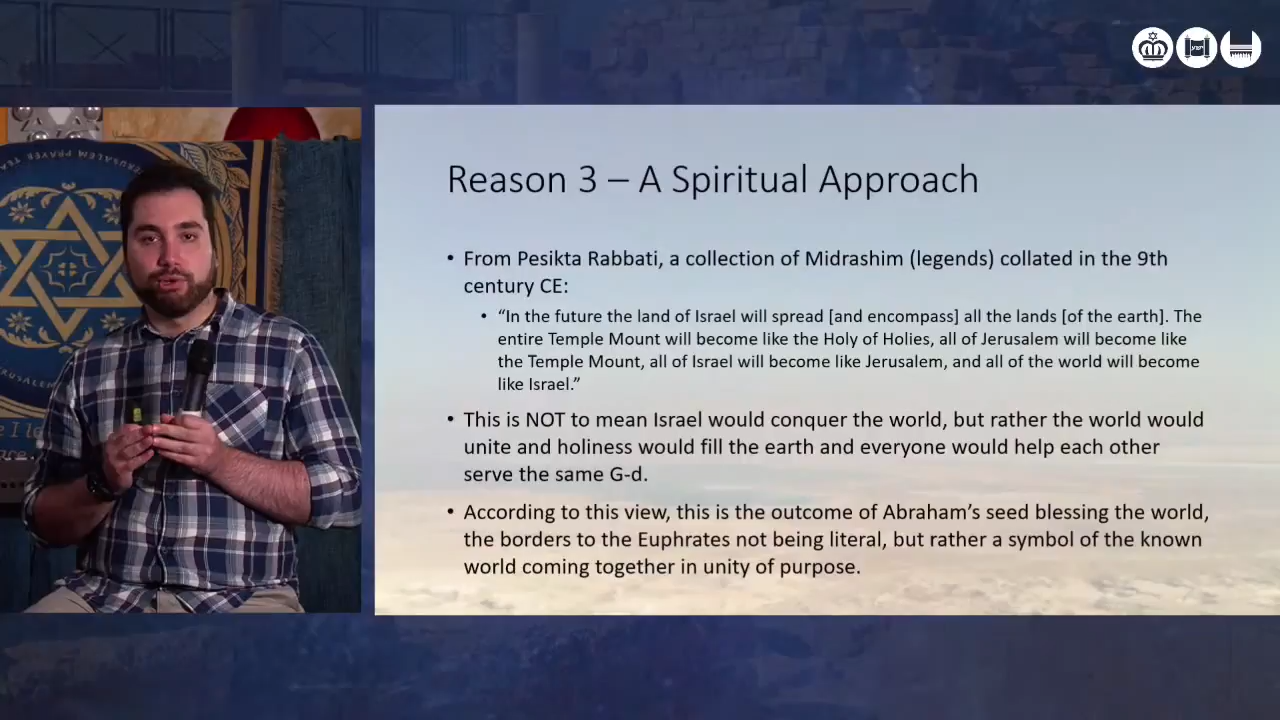 JERUSALEM PRAYER TEA
JERUSALEM
Reason 3 – A Spiritual Approach
• From Pesikta Rabbati, a collection of Midrashim (legends) collated in the 9th
century CE:
• “In the future the land of Israel will spread [and encompass] all the lands [of the earth]. The
entire Temple Mount will become like the Holy of Holies, all of Jerusalem will become like
the Temple Mount, all of Israel will become like Jerusalem, and all of the world will become
like Israel.”
• This is NOT to mean Israel would conquer the world, but rather the world would
unite and holiness would fill the earth and everyone would help each other
serve the same G-d.
• According to this view, this is the outcome of Abraham’s seed blessing the world,
the borders to the Euphrates not being literal, but rather a symbol of the known
world coming together in unity of purpose.